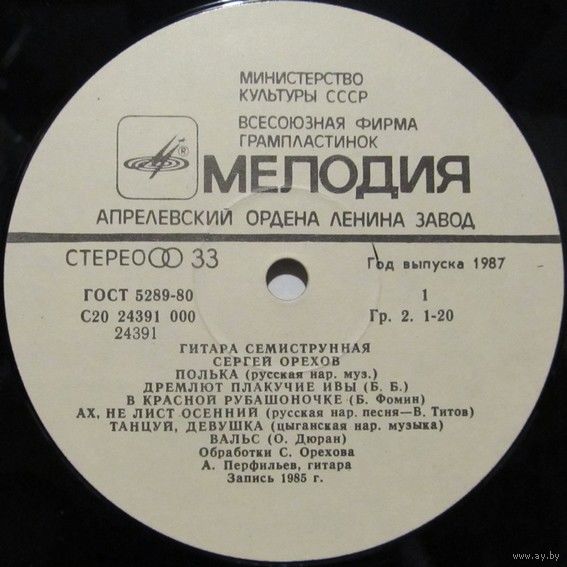 МИНИСТЕРСТВО
КУЛЬТУРЫ СССР
ВСЕСОЮЗНАЯ ФИРМА
ГРАМПЛАСТИНОК
®
МЕЛОДИЯ
АПРЕЛЕВСКИЙ ОРДЕНА ЛЕНИНА ЗАВОД
СТЕРЕО 33
Год выпуска 1987
ГОСТ 5289-80
1
С20 24391 000
Гр. 2. 1-20
24391
ГИТАРА СЕМИСТРУННАЯ
СЕРГЕЙ ОРЕХОВ
ПОЛЬКА (русская нар. муз.)
ДРЕМЛЮТ ПЛАКУЧИЕ ИВЫ (Б. Б.)
В КРАСНОЙ РУБАШОНОЧКЕ (Б. Фомин)
АХ, НЕ ЛИСТ ОСЕННИЙ (русская нар. песня—В. Титов)
ТАНЦУЙ, ДЕВУШКА (цыганская нар. музыка)
ВАЛЬС (О. Дюран)
Обработки С. Орехова
А. Перфильев, гитара
Запись 1985 г.
www.ay.by